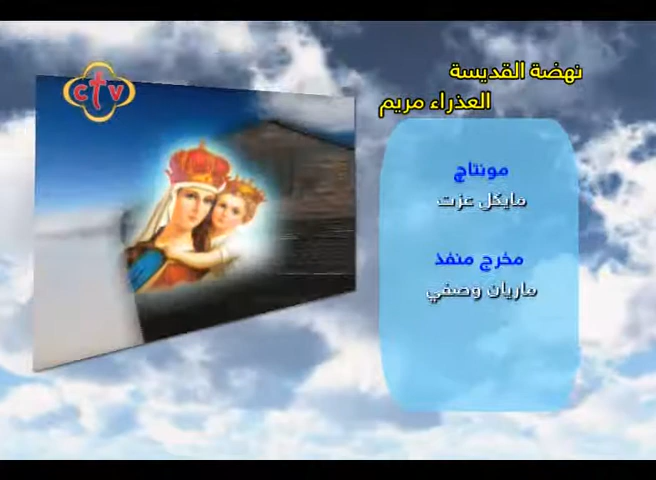 CTV
نهضة القديسة
العذراء مريم
مونتاج
مايكل عزت
مخرج منفذ
ماريان وصفي